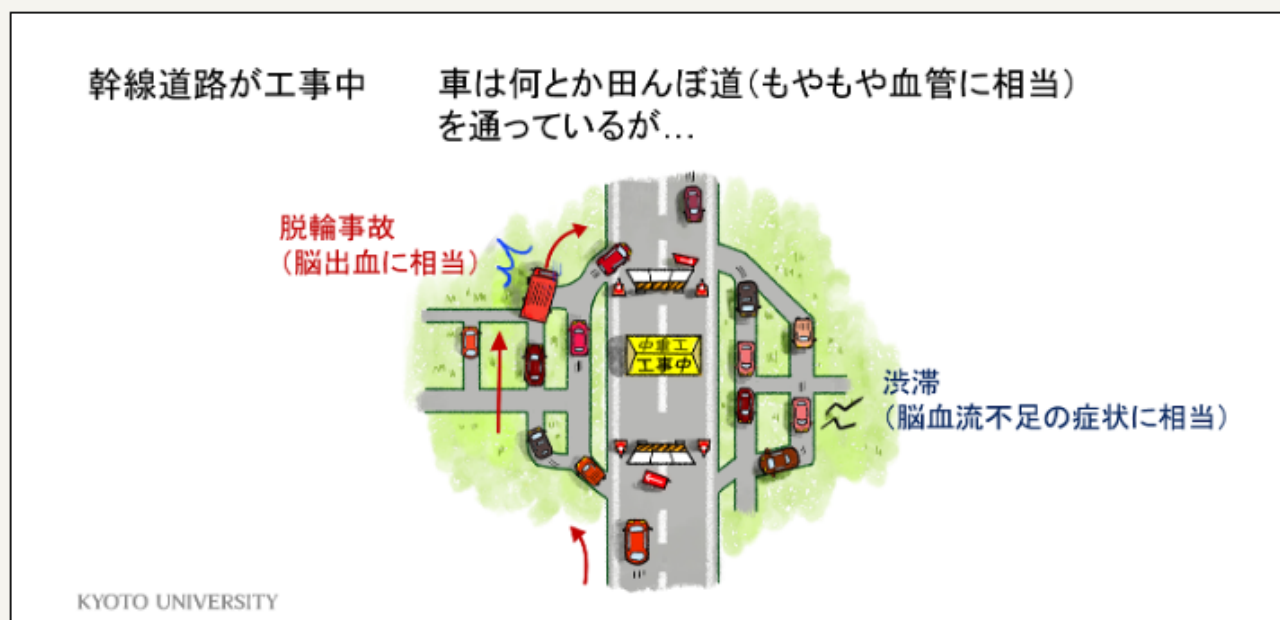 幹線道路が工事中
車は何とか田んぼ道(もやもや血管に相当)
を通っているが…
脱輪事故
(脳出血に相当)
工事中
工事中
渋滞
(脳血流不足の症状に相当)
KYOTO UNIVERSITY